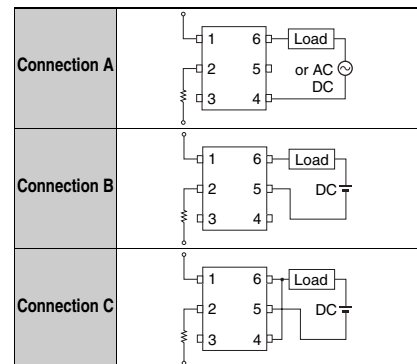 Connection A
1 6 Load
2 5 or AC
DC
3 4
Connection B
1 6 Load
2 5 DC
3 4
Connection C
1 6 Load
2 5 DC
3 4